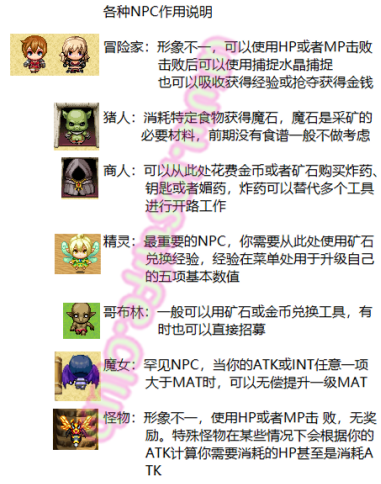 各种NPC作用说明
冒险家：形象不一，可以使用HP或者MP击败
击败后可以使用捕捉水晶捕捉
也可以吸收获得经验或抢夺获得金钱
猪人：消耗特定食物获得魔石，魔石是采矿的
必要材料，前期没有食谱一般不做考虑
商人：可以从此处花费金币或者矿石购买炸药、
钥匙或者媚药，炸药可以替代多个工具
进行开路工作
精灵：最重要的NPC，你需要从此处使用矿石
兑换经验，经验在菜单处用于升级自己
的五项基本数值
哥布林：一般可以用矿石或金币兑换工具，有
时也可以直接招募
魔女：罕见NPC，当你的ATK或INT任意一项
大于MAT时，可以无偿提升一级MAT
怪物：形象不一，使用HP或者MP击 败，无奖
励。特殊怪物在某些情况下会根据你的
ATK计算你需要消耗的HP甚至是消耗A
TK